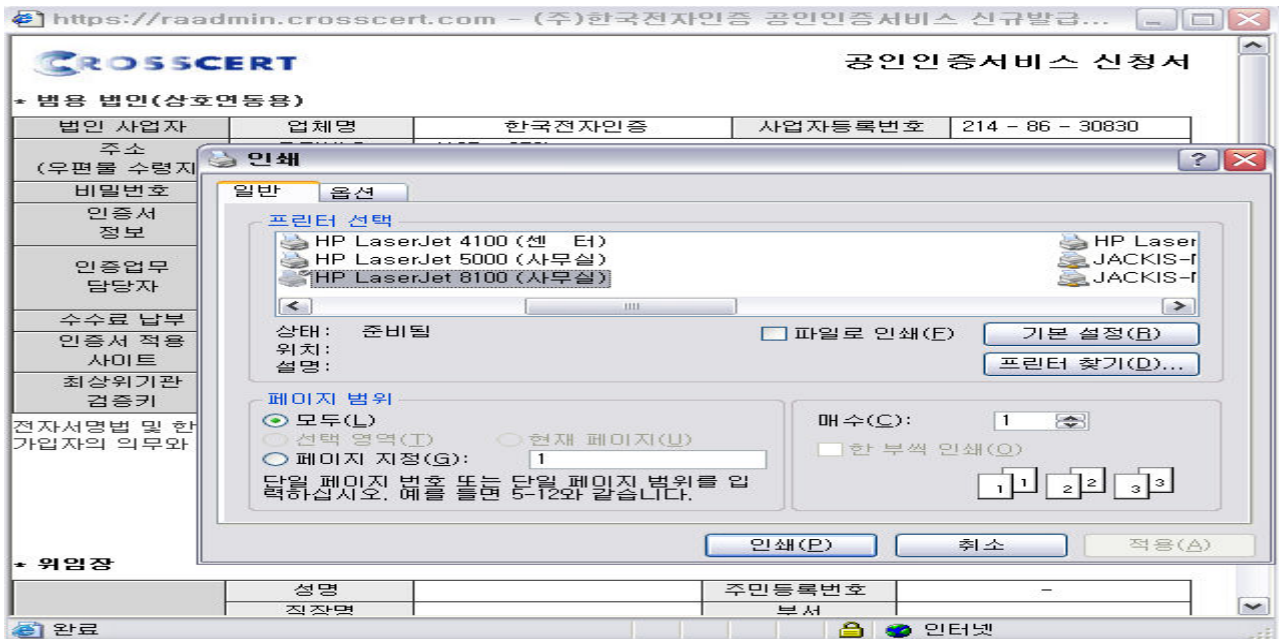 https://raadmin.crosscert.com - (주)한국전자인증 공인인증서비스 신규발급...
CROSSCERT
공인인증서비스 신청서
* 범용 법인(상호연동용)
법인 사업자 업체명 한국전자인증 사업자등록번호 214 - 86 - 30830
주소
(우편물 수령지
비밀번호
인증서
정보
인증업무
담당자
수수료 납부
인증서 적용
사이트
최상위기관
검증키
전자서명법 및 한
가입자의 의무와
인쇄
일반 옵션
프린터 선택
HP LaserJet 4100 (센 터) HP Laser
HP LaserJet 5000 (사무실) JACKIS-
HP LaserJet 8100 (사무실) JACKIS-
상태: 준비됨 파일로 인쇄(F) 기본 설정(R)
위치:
설명: 프린터 찾기(D)...
페이지 범위
모두(L) 매수(C): 1
선택 영역(T) 현재 페이지(U) 한 부씩 인쇄(O)
페이지 지정(G): 1
단일 페이지 번호 또는 단일 페이지 범위를 입
력하십시오. 예를 들면 5-12와 같습니다.
1 1 2 2 3 3
인쇄(P) 취소 적용(A)
* 위임장
성명 주민등록번호 -
직장명 부서
완료 인터넷